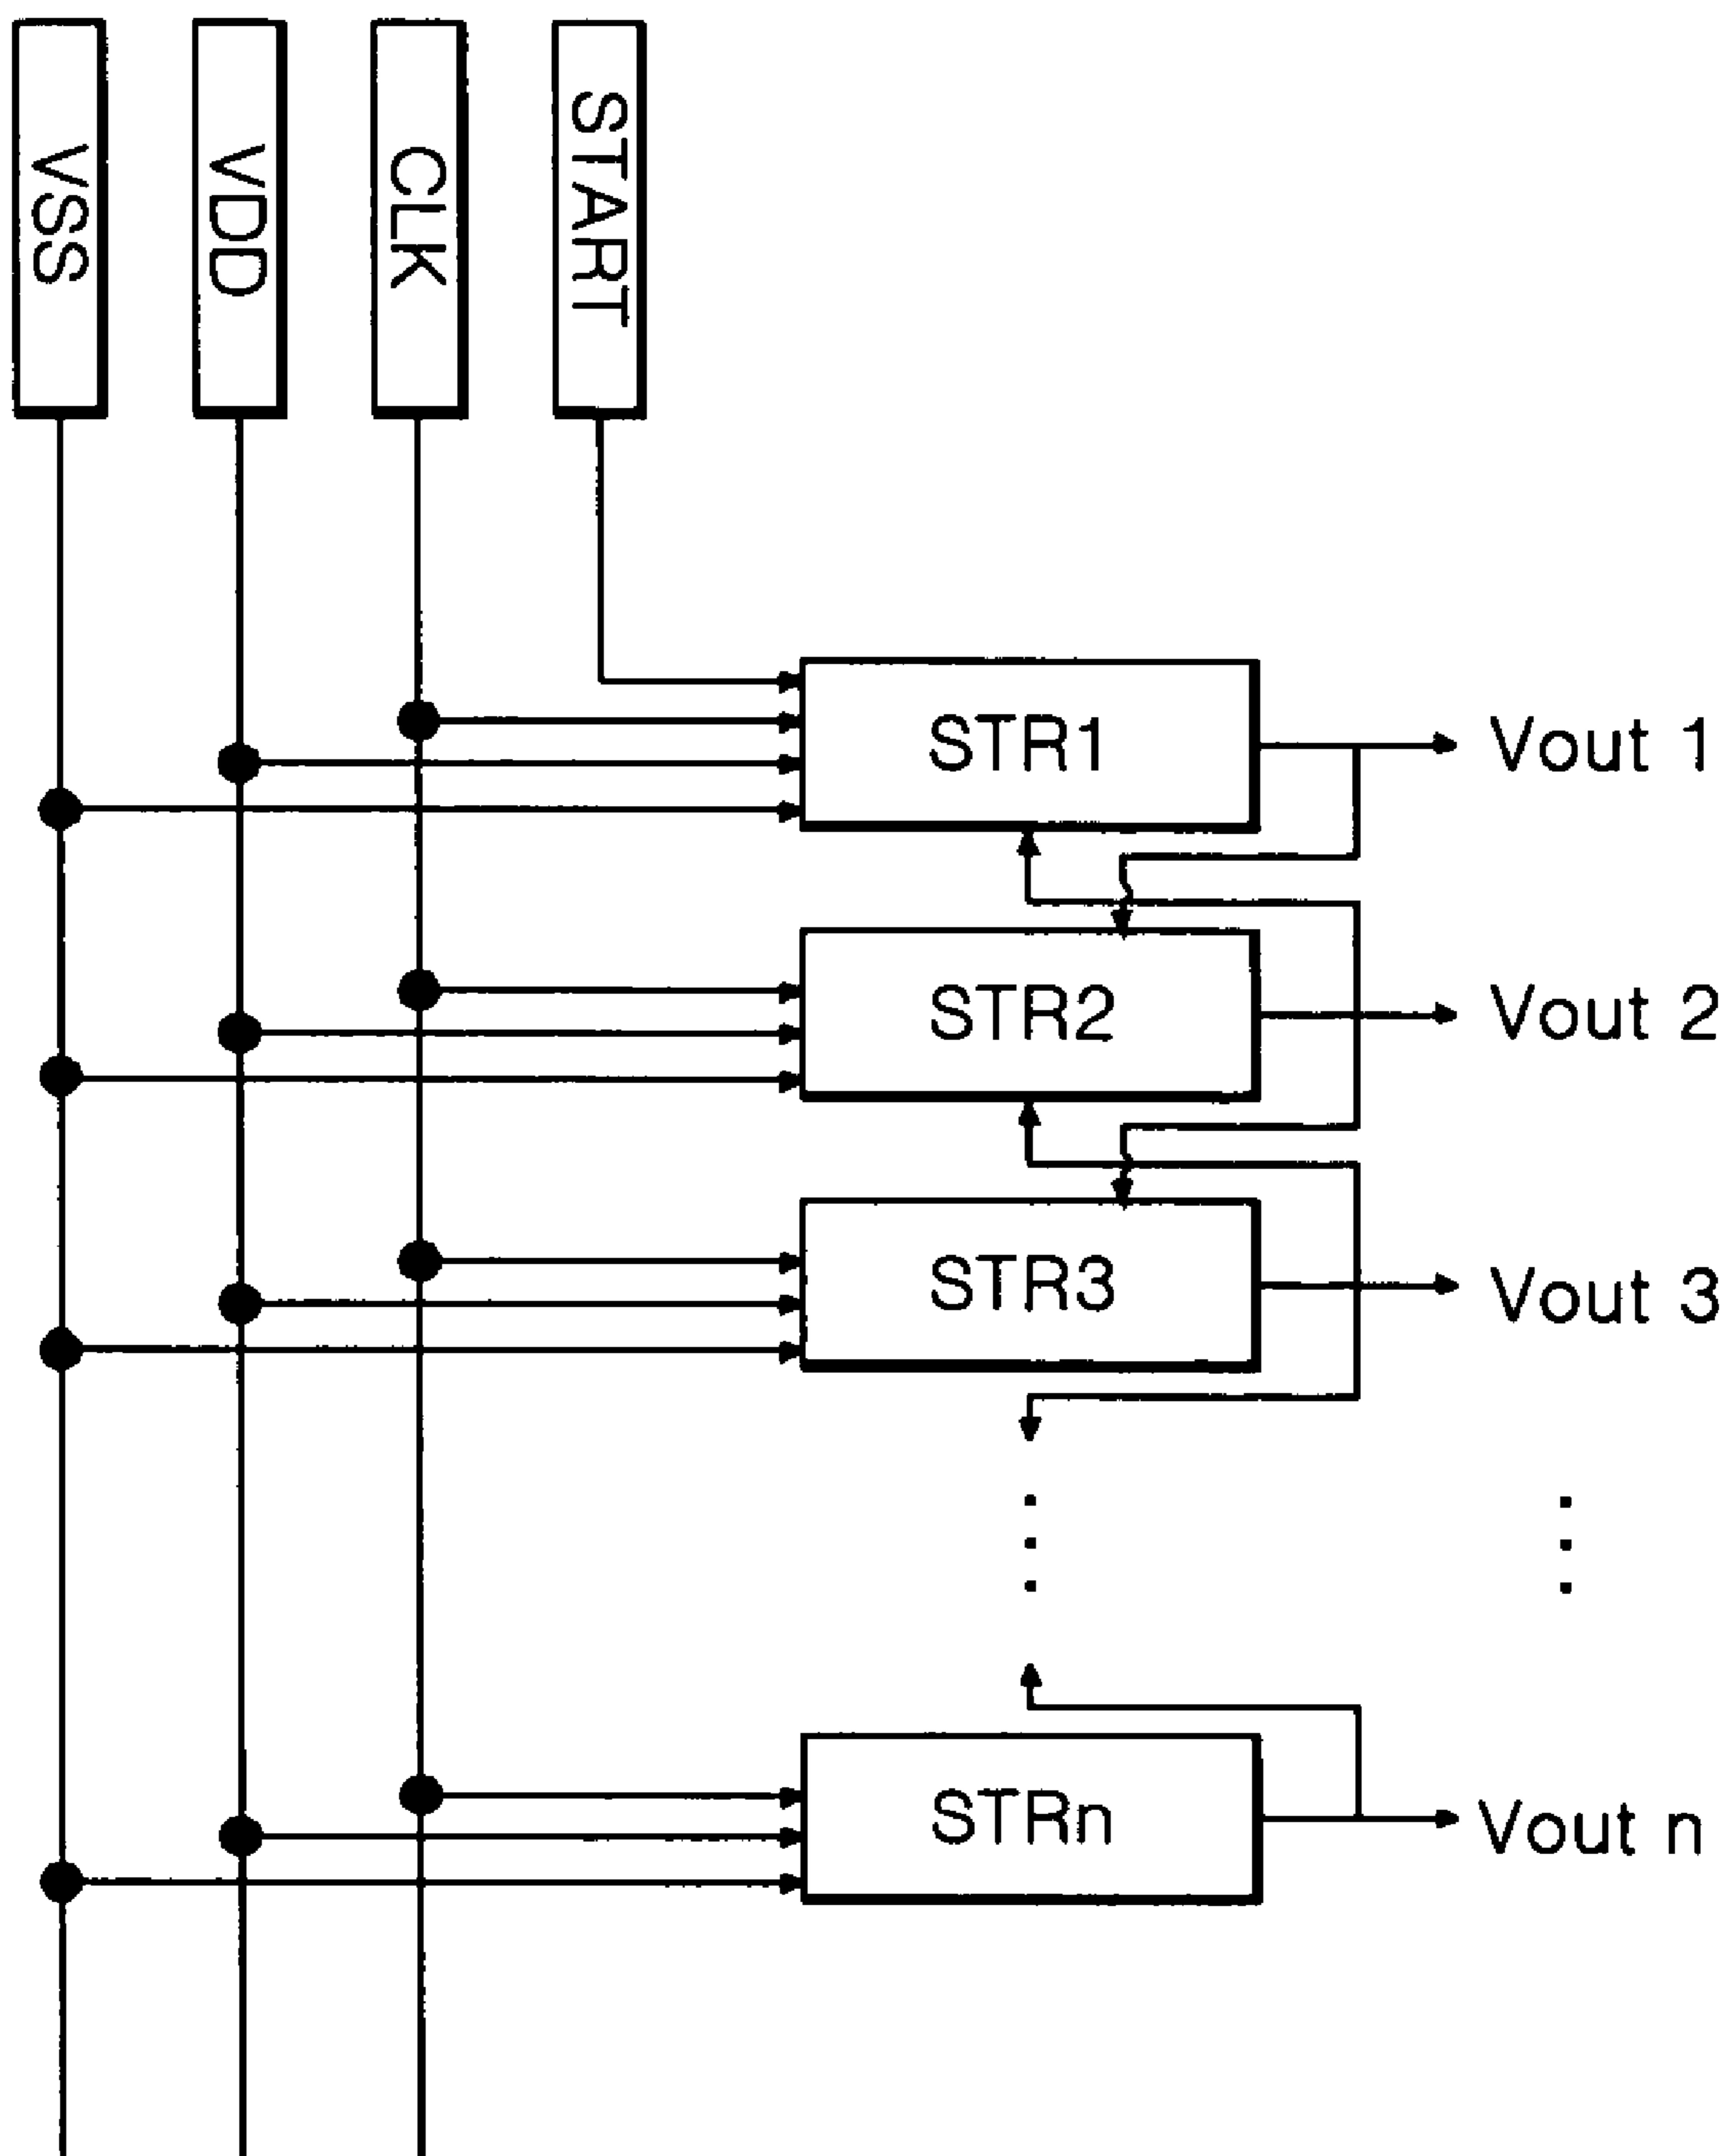 VSS
VDD
CLK
START
STR1
Vout 1
STR2
Vout 2
STR3
Vout 3
STRn
Vout n